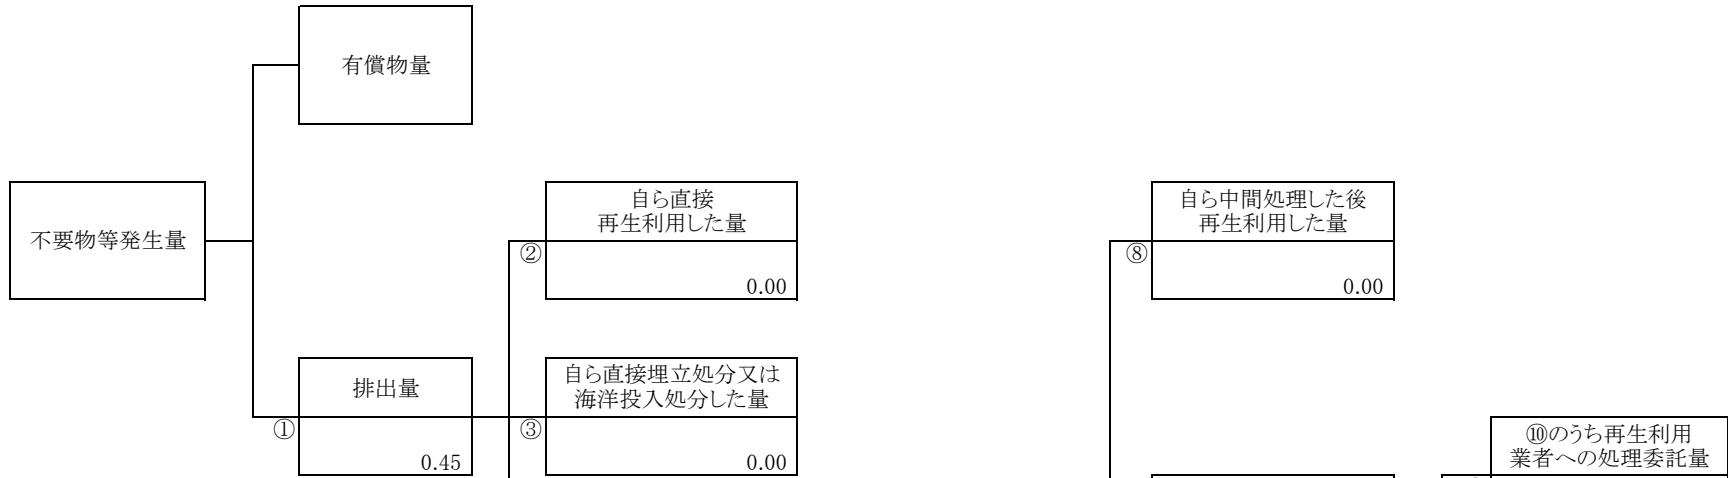 有償物量
不要物等発生量
自ら直接
再生利用した量
②
0.00
自ら中間処理した後
再生利用した量
⑧
0.00
排出量
①
0.45
自ら直接埋立処分又は
海洋投入処分した量
③
0.00
⑩のうち再生利用
業者への処理委託量